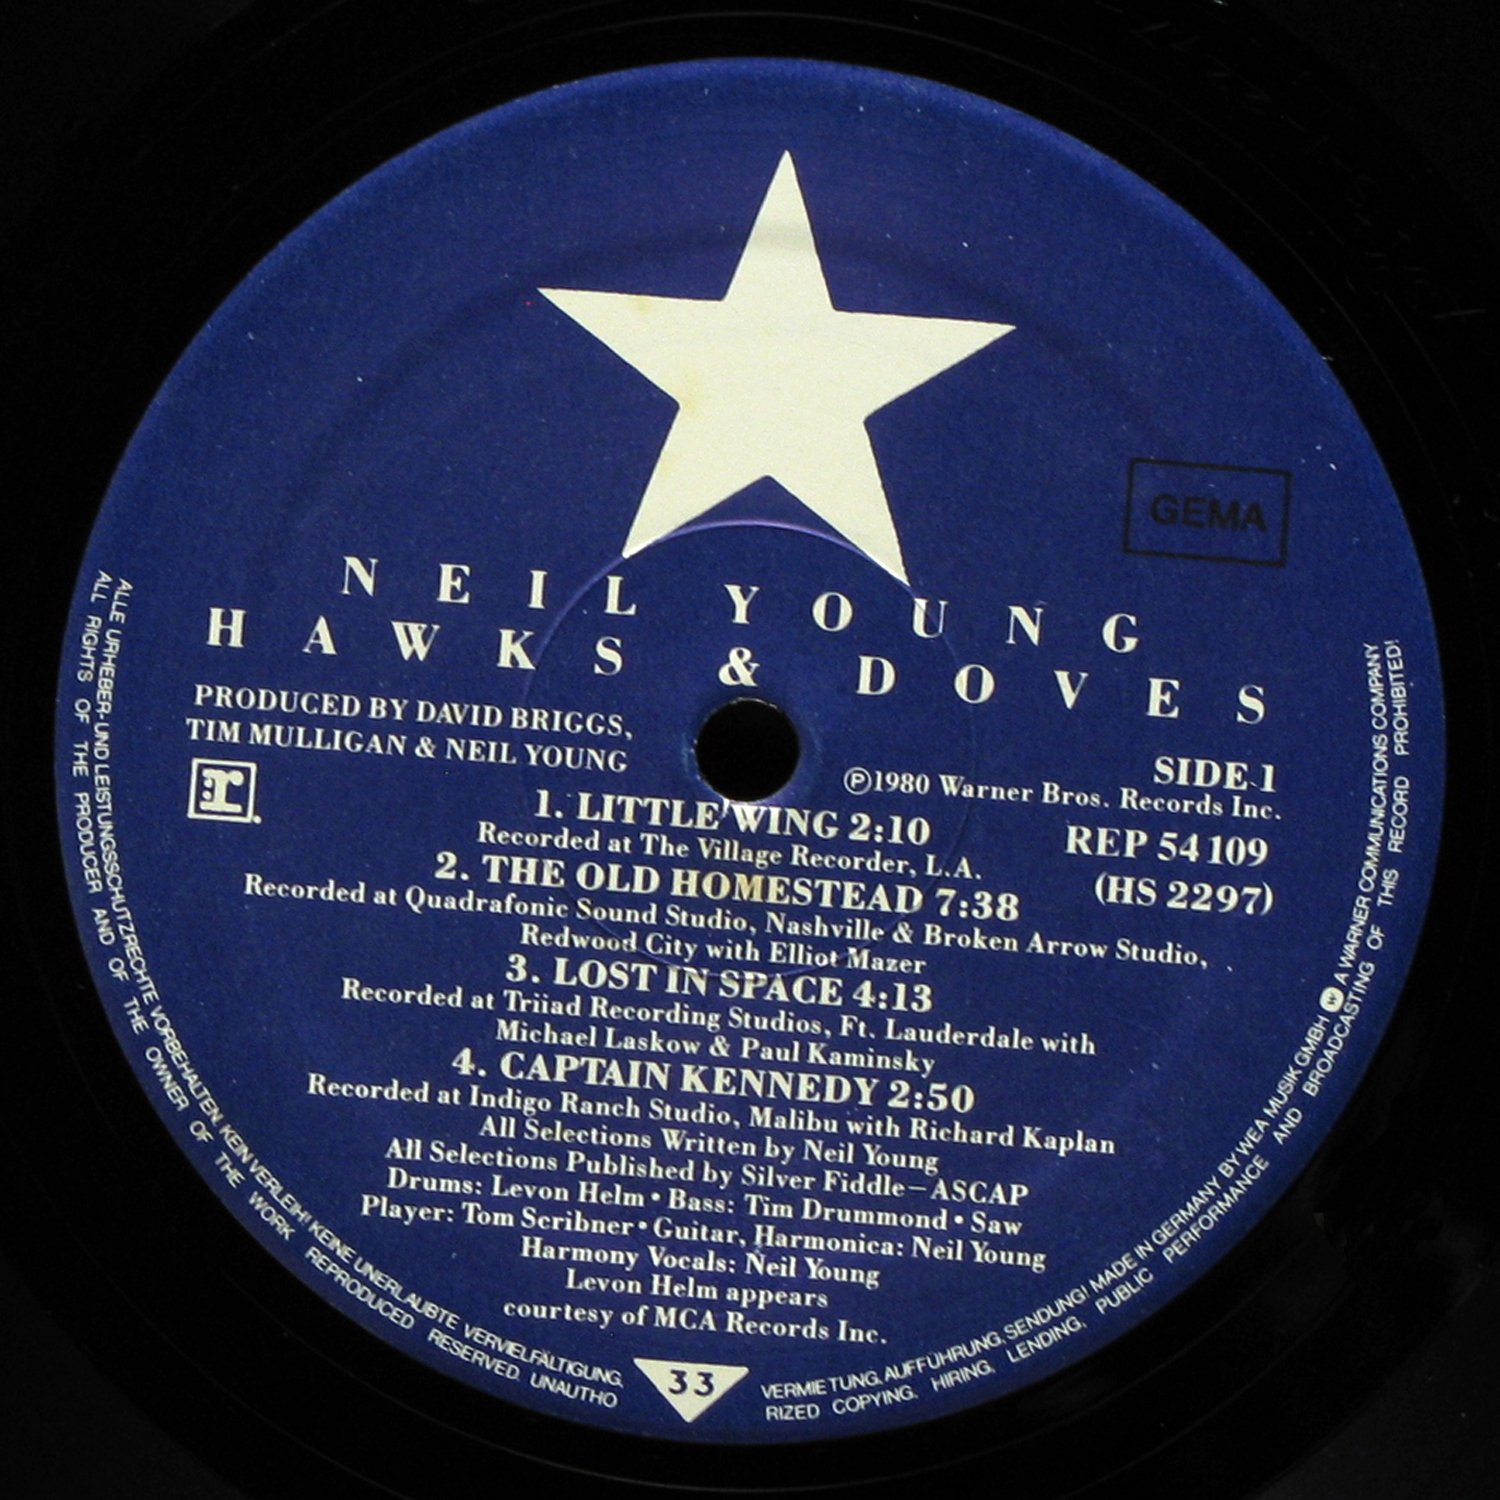 GEMA
NEIL YOUNG
HAWKS & DOVES
PRODUCED BY DAVID BRIGGS,
TIM MULLIGAN & NEIL YOUNG
r.
SIDE 1
℗1980 Warner Bros. Records Inc.
REP 54 109
(HS 2297)
1. LITTLE WING 2:10
Recorded at The Village Recorder, L.A.
2. THE OLD HOMESTEAD 7:38
Recorded at Quadrafonic Sound Studio, Nashville & Broken Arrow Studio,
Redwood City with Elliot Mazer
3. LOST IN SPACE 4:13
Recorded at Triiad Recording Studios, Ft. Lauderdale with
Michael Laskow & Paul Kaminsky
4. CAPTAIN KENNEDY 2:50
Recorded at Indigo Ranch Studio, Malibu with Richard Kaplan
All Selections Written by Neil Young
All Selections Published by Silver Fiddle—ASCAP
Drums: Levon Helm • Bass: Tim Drummond • Saw
Player: Tom Scribner • Guitar, Harmonica: Neil Young
Harmony Vocals: Neil Young
Levon Helm appears
courtesy of MCA Records Inc.
33
ALLE URHEBER- UND LEISTUNGSSCHUTZRECHTE VORBEHALTEN. KEIN VERLEIH! KEINE UNERLAUBTE VERVIELFÄLTIGUNG, VERMIETUNG, AUFFÜHRUNG, SENDUNG! MADE IN GERMANY BY WEA MUSIK GMBH W A WARNER COMMUNICATIONS COMPANY
ALL RIGHTS OF THE PRODUCER AND OF THE OWNER OF THE WORK REPRODUCED RESERVED. UNAUTHORIZED COPYING, HIRING, LENDING, PUBLIC PERFORMANCE AND BROADCASTING OF THIS RECORD PROHIBITED!